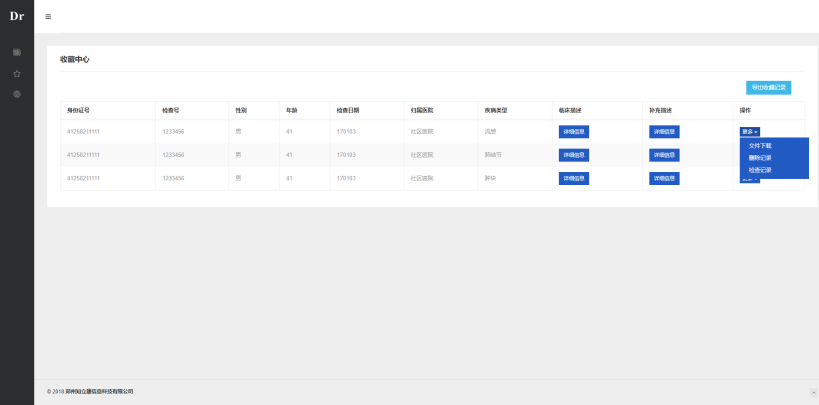 Dr
收藏中心
导出收藏记录
身份证号 检查号 性别 年龄 检查日期 归属医院 疾病类型 临床描述 补充描述 操作
41258211111 1233456 男 41 170103 社区医院 流感 详细信息 详细信息 更多
41258211111 1233456 男 41 170103 社区医院 肺结节 详细信息 详细信息
41258211111 1233456 男 41 170103 社区医院 详细信息 详细信息
文件下载
删除记录
检查记录
© 2018 郑州知立康信息科技有限公司